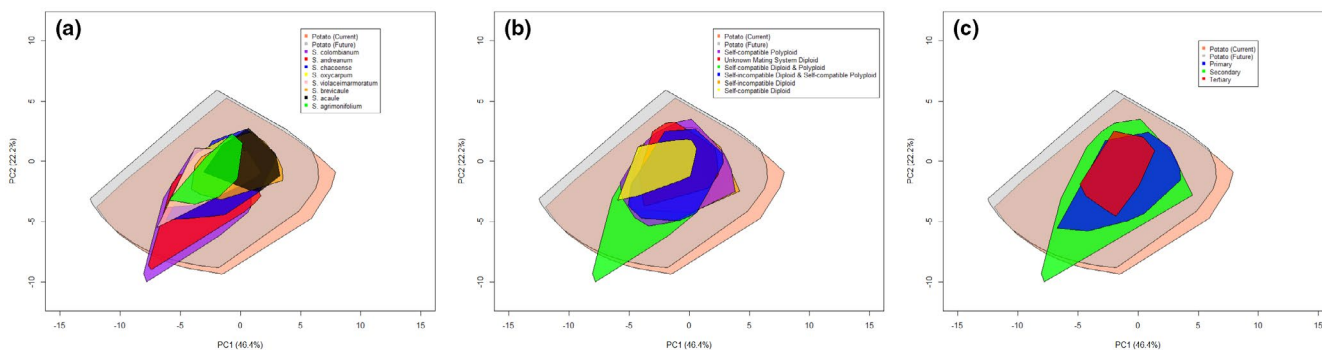 (a)
Potato (Current)
Potato (Future)
S. colombianum
S. andreanum
S. chacoense
S. oxycarpum
S. violaceimarmoratum
S. brevicaule
S. acaule
S. agrimonifolium
PC2 (22.2%)
10
5
0
-5
-10
-15
-10
-5
0
5
10
15
PC1 (46.4%)
(b)
Potato (Current)
Potato (Future)
Self-compatible Polyploid
Unknown Mating System Diploid
Self-compatible Diploid & Polyploid
Self-incompatible Diploid & Self-compatible Polyploid
Self-incompatible Diploid
Self-compatible Diploid
PC2 (22.2%)
10
5
0
-5
-10
-15
-10
-5
0
5
10
15
PC1 (46.4%)
(c)
Potato (Current)
Potato (Future)
Primary
Secondary
Tertiary
PC2 (22.2%)
10
5
0
-5
-10
-15
-10
-5
0
5
10
15
PC1 (46.4%)